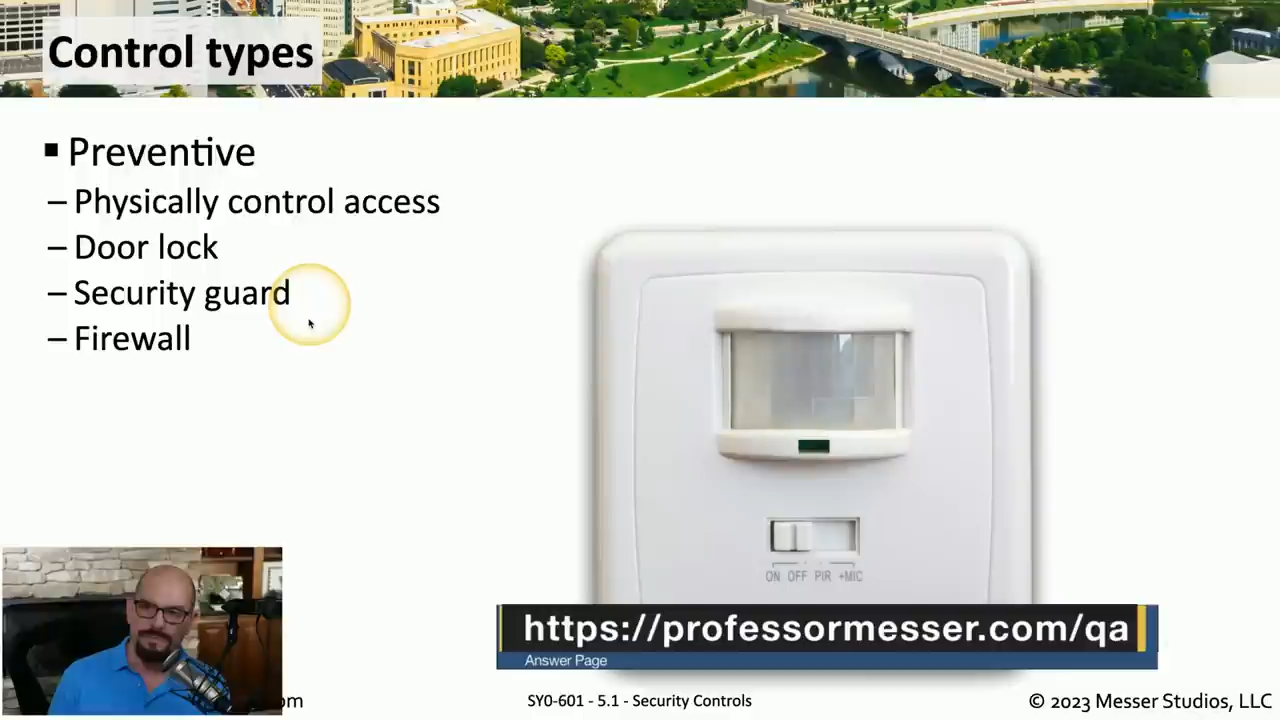 Control types
▪ Preventive
– Physically control access
– Door lock
– Security guard
– Firewall
ON OFF PIR +MIC
https://professormesser.com/qa
Answer Page
om
SY0-601 - 5.1 - Security Controls
© 2023 Messer Studios, LLC